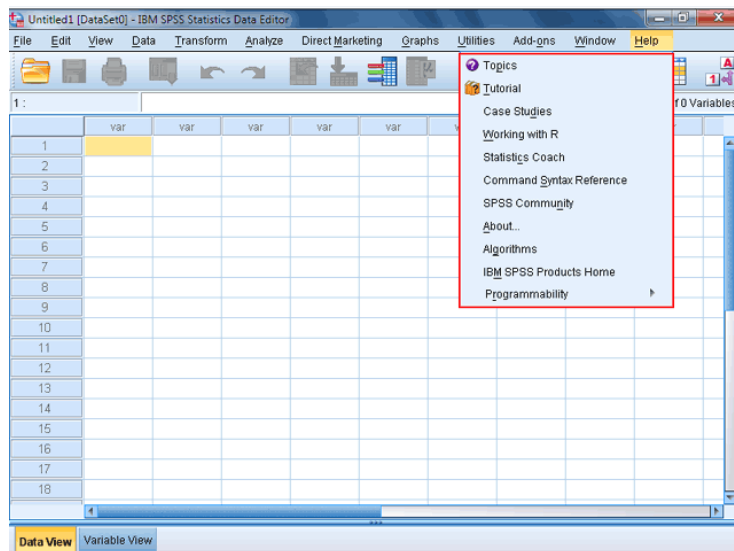 Untitled1 [DataSet0] - IBM SPSS Statistics Data Editor
File Edit View Data Transform Analyze Direct Marketing Graphs Utilities Add-ons Window Help
1 :
Topics
Tutorial
Case Studies
Working with R
Statistics Coach
Command Syntax Reference
SPSS Community
About...
Algorithms
IBM SPSS Products Home
Programmability
f 0 Variables
var var var var var
1
2
3
4
5
6
7
8
9
10
11
12
13
14
15
16
17
18
Data View Variable View